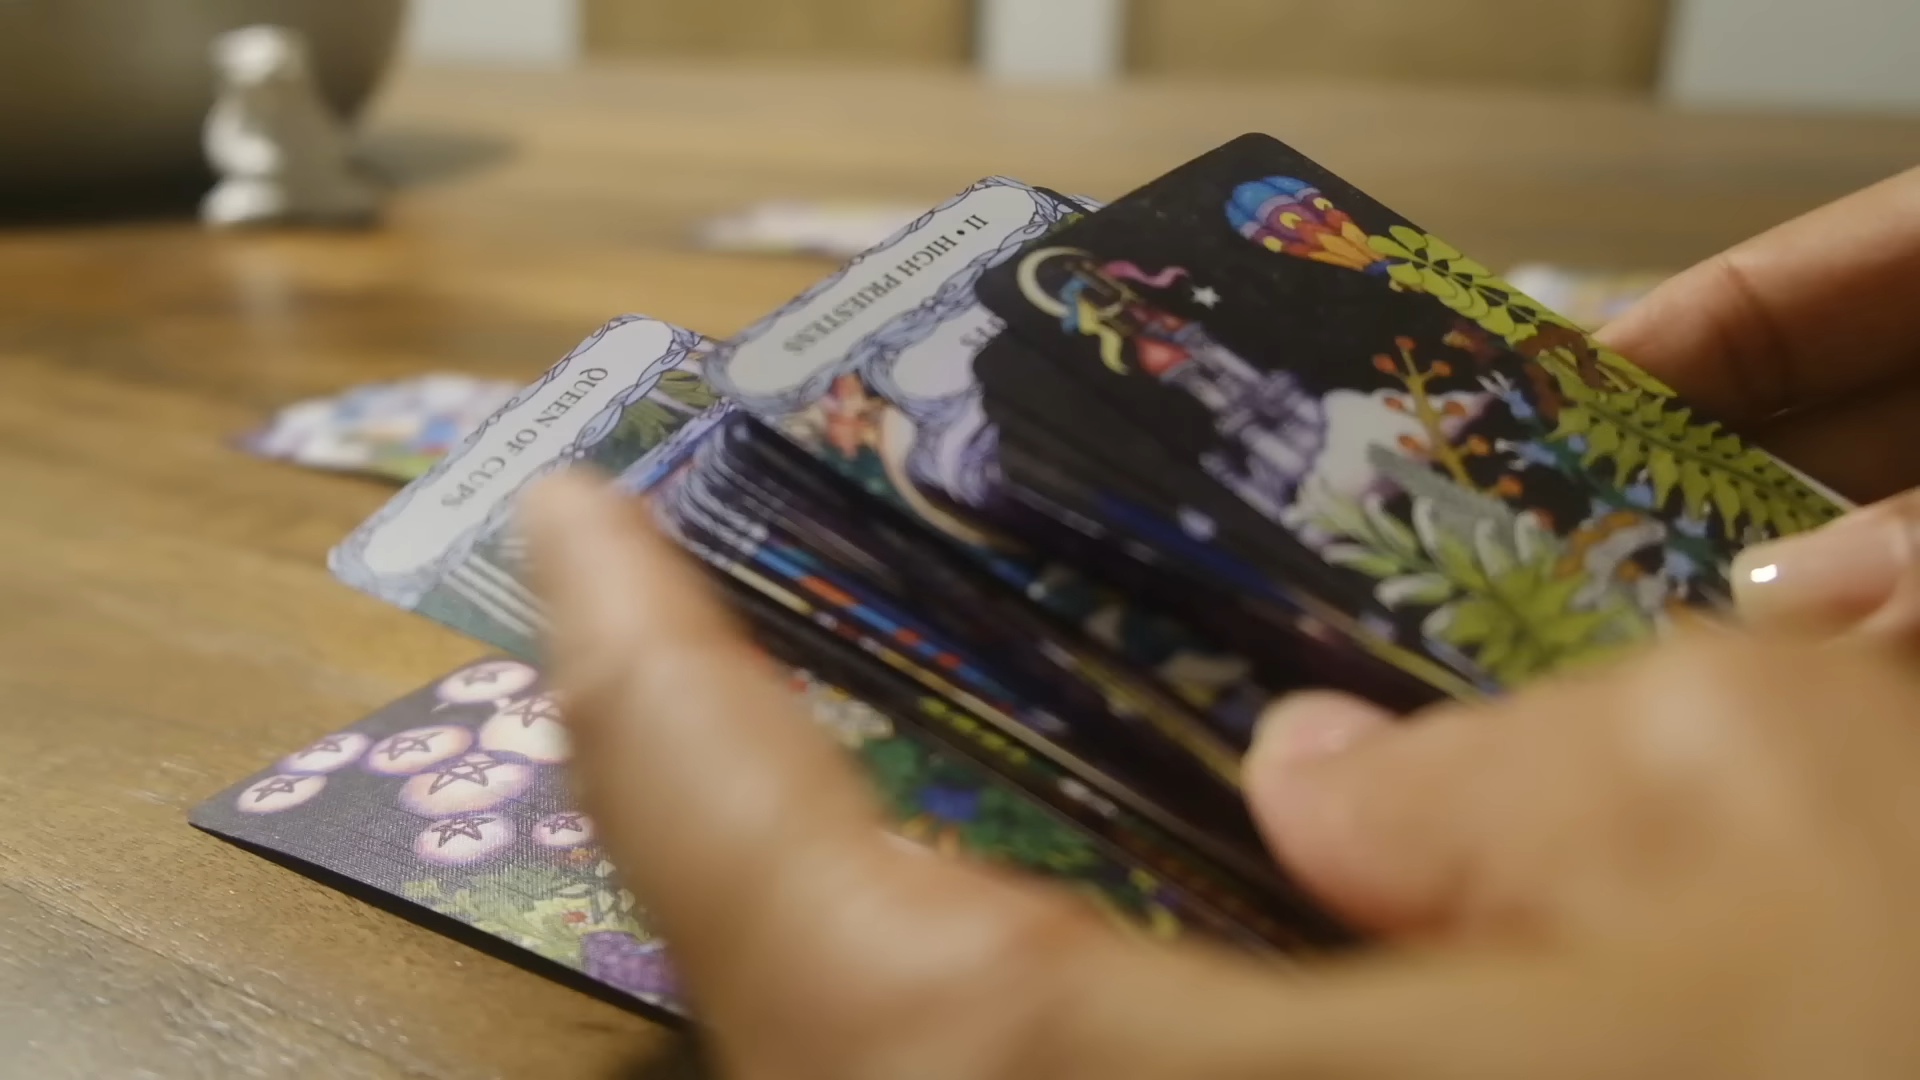 II • HIGH PRIESTESS
QUEEN OF CUPS